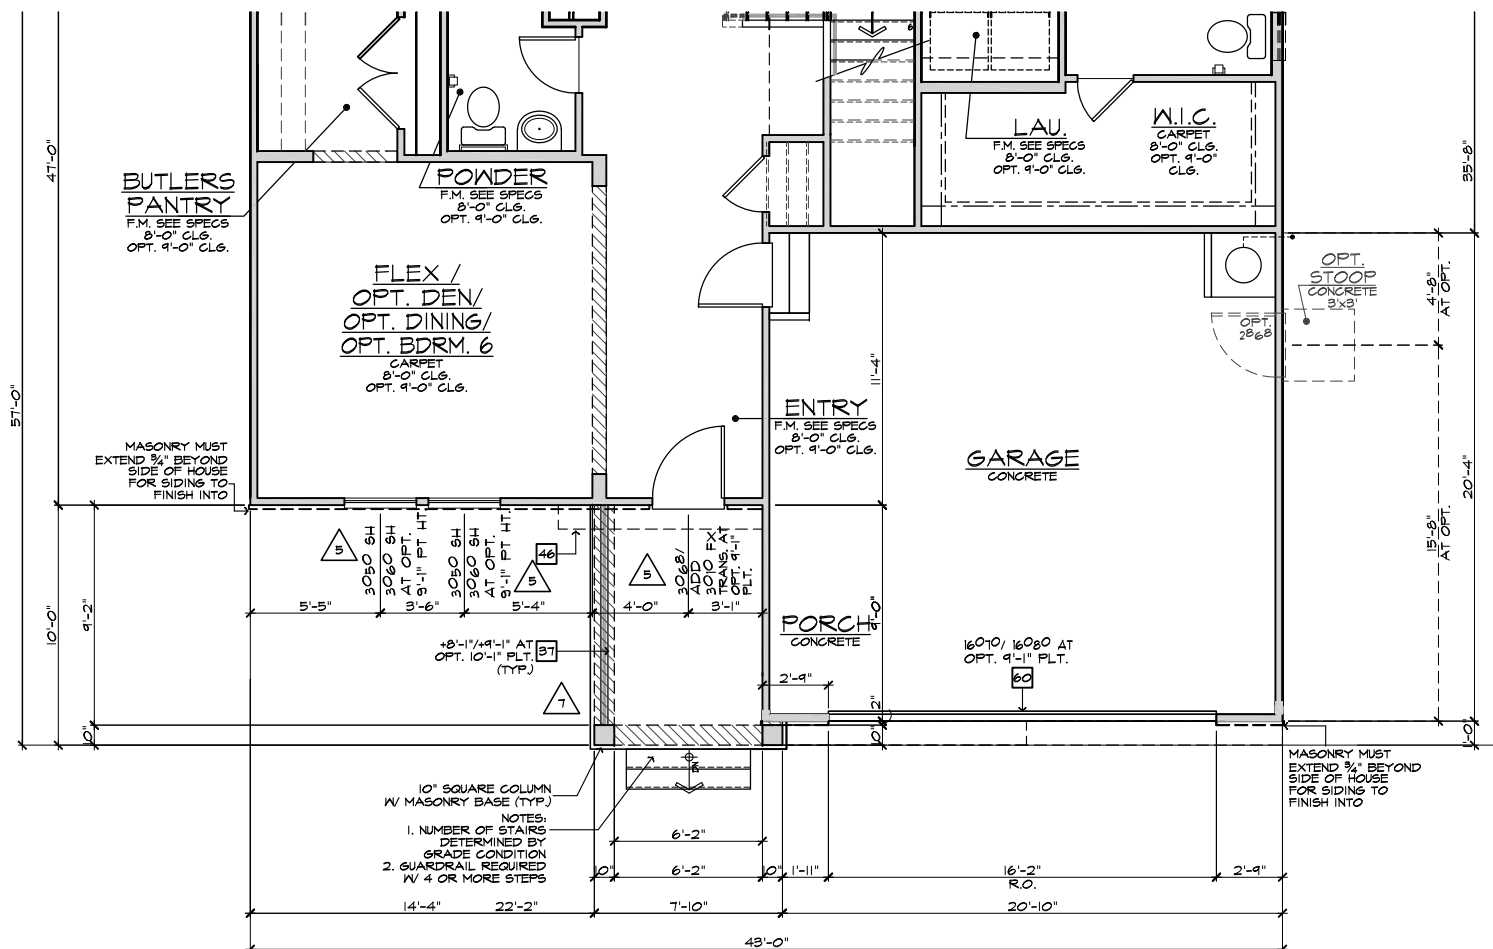 47'-0"
57'-0"
BUTLERS
PANTRY
F.M. SEE SPECS
8'-0" CLG.
OPT. 9'-0" CLG.
POWDER
F.M. SEE SPECS
8'-0" CLG.
OPT. 9'-0" CLG.
LAU.
F.M. SEE SPECS
8'-0" CLG.
OPT. 9'-0" CLG.
W.I.C.
CARPET
8'-0" CLG.
OPT. 9'-0"
CLG.
35'-8"
FLEX /
OPT. DEN/
OPT. DINING/
OPT. BDRM. 6
CARPET
8'-0" CLG.
OPT. 9'-0" CLG.
OPT.
STOOP
CONCRETE
3'x3'
OPT.
2868
4'-8"
AT OPT.
11'-4"
ENTRY
F.M. SEE SPECS
8'-0" CLG.
OPT. 9'-0" CLG.
GARAGE
CONCRETE
20'-4"
15'-8"
AT OPT.
MASONRY MUST
EXTEND ¾" BEYOND
SIDE OF HOUSE
FOR SIDING TO
FINISH INTO
5
3050 SH
3060 SH
AT OPT.
9'-1" PT HT.
3050 SH
3060 SH
AT OPT.
9'-1" PT HT.
5
46
5
3068/
ADD
3010 FX
TRANS. AT
OPT. 9'-1"
PLT.
5'-5"
3'-6"
5'-4"
4'-0"
3'-1"
10'-0"
9'-2"
10"
PORCH
CONCRETE
9'-0"
+8'-1"/+9'-1" AT
OPT. 10'-1" PLT.
(TYP.)
37
7
16070/ 16080 AT
OPT. 9'-1" PLT.
60
2'-9"
2"
10"
1'-0"
DN
MASONRY MUST
EXTEND ¾" BEYOND
SIDE OF HOUSE
FOR SIDING TO
FINISH INTO
10" SQUARE COLUMN
W/ MASONRY BASE (TYP.)
NOTES:
1. NUMBER OF STAIRS
DETERMINED BY
GRADE CONDITION
2. GUARDRAIL REQUIRED
W/ 4 OR MORE STEPS
6'-2"
10"
6'-2"
10"
1'-11"
16'-2"
R.O.
2'-9"
14'-4"
22'-2"
7'-10"
20'-10"
43'-0"